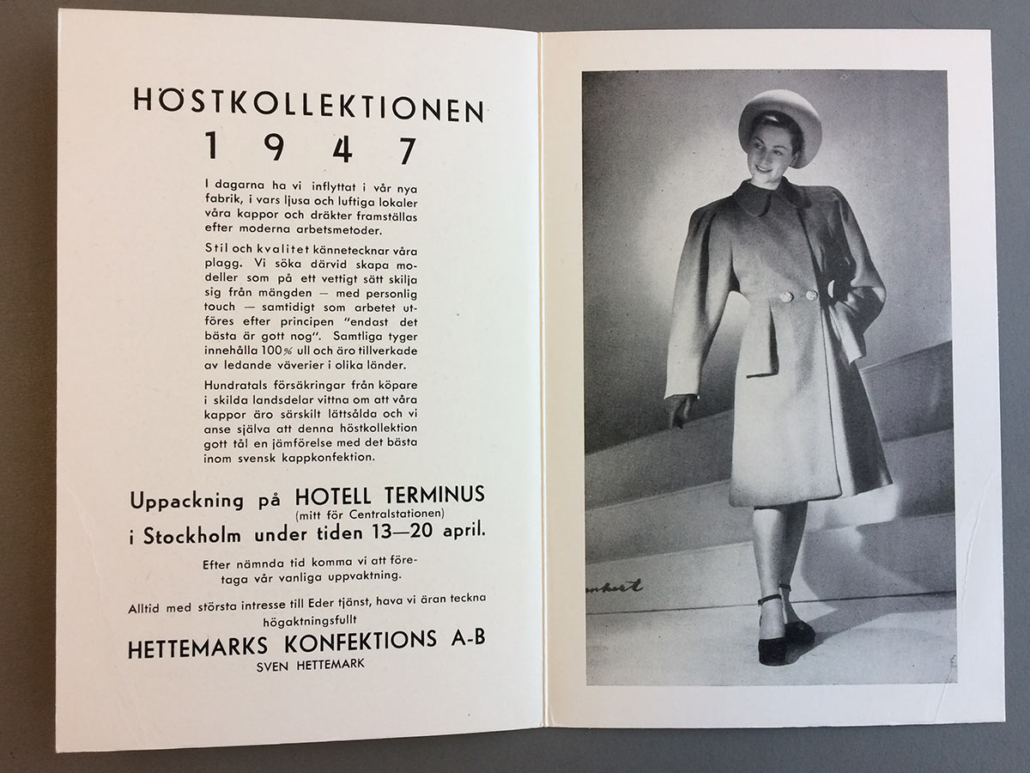 HÖSTKOLLEKTIONEN
1947
I dagarna ha vi inflyttat i vår nya
fabrik, i vars ljusa och luftiga lokaler
våra kappor och dräkter framställas
efter moderna arbetsmetoder.
Stil och kvalitet kännetecknar våra
plagg. Vi söka därvid skapa mo-
deller som på ett vettigt sätt skilja
sig från mängden — med personlig
touch — samtidigt som arbetet ut-
föres efter principen "endast det
bästa är gott nog". Samtliga tyger
innehålla 100% ull och äro tillverkade
av ledande väverier i olika länder.
Hundratals försäkringar från köpare
i skilda landsdelar vittna om att våra
kappor äro särskilt lättsålda och vi
anse själva att denna höstkollektion
gott tål en jämförelse med det bästa
inom svensk kappkonfektion.
Uppackning på HOTELL TERMINUS
(mitt för Centralstationen)
i Stockholm under tiden 13—20 april.
Efter nämnda tid komma vi att före-
taga vår vanliga uppvaktning.
Alltid med största intresse till Eder tjänst, hava vi äran teckna
högaktningsfullt
HETTEMARKS KONFEKTIONS A-B
SVEN HETTEMARK